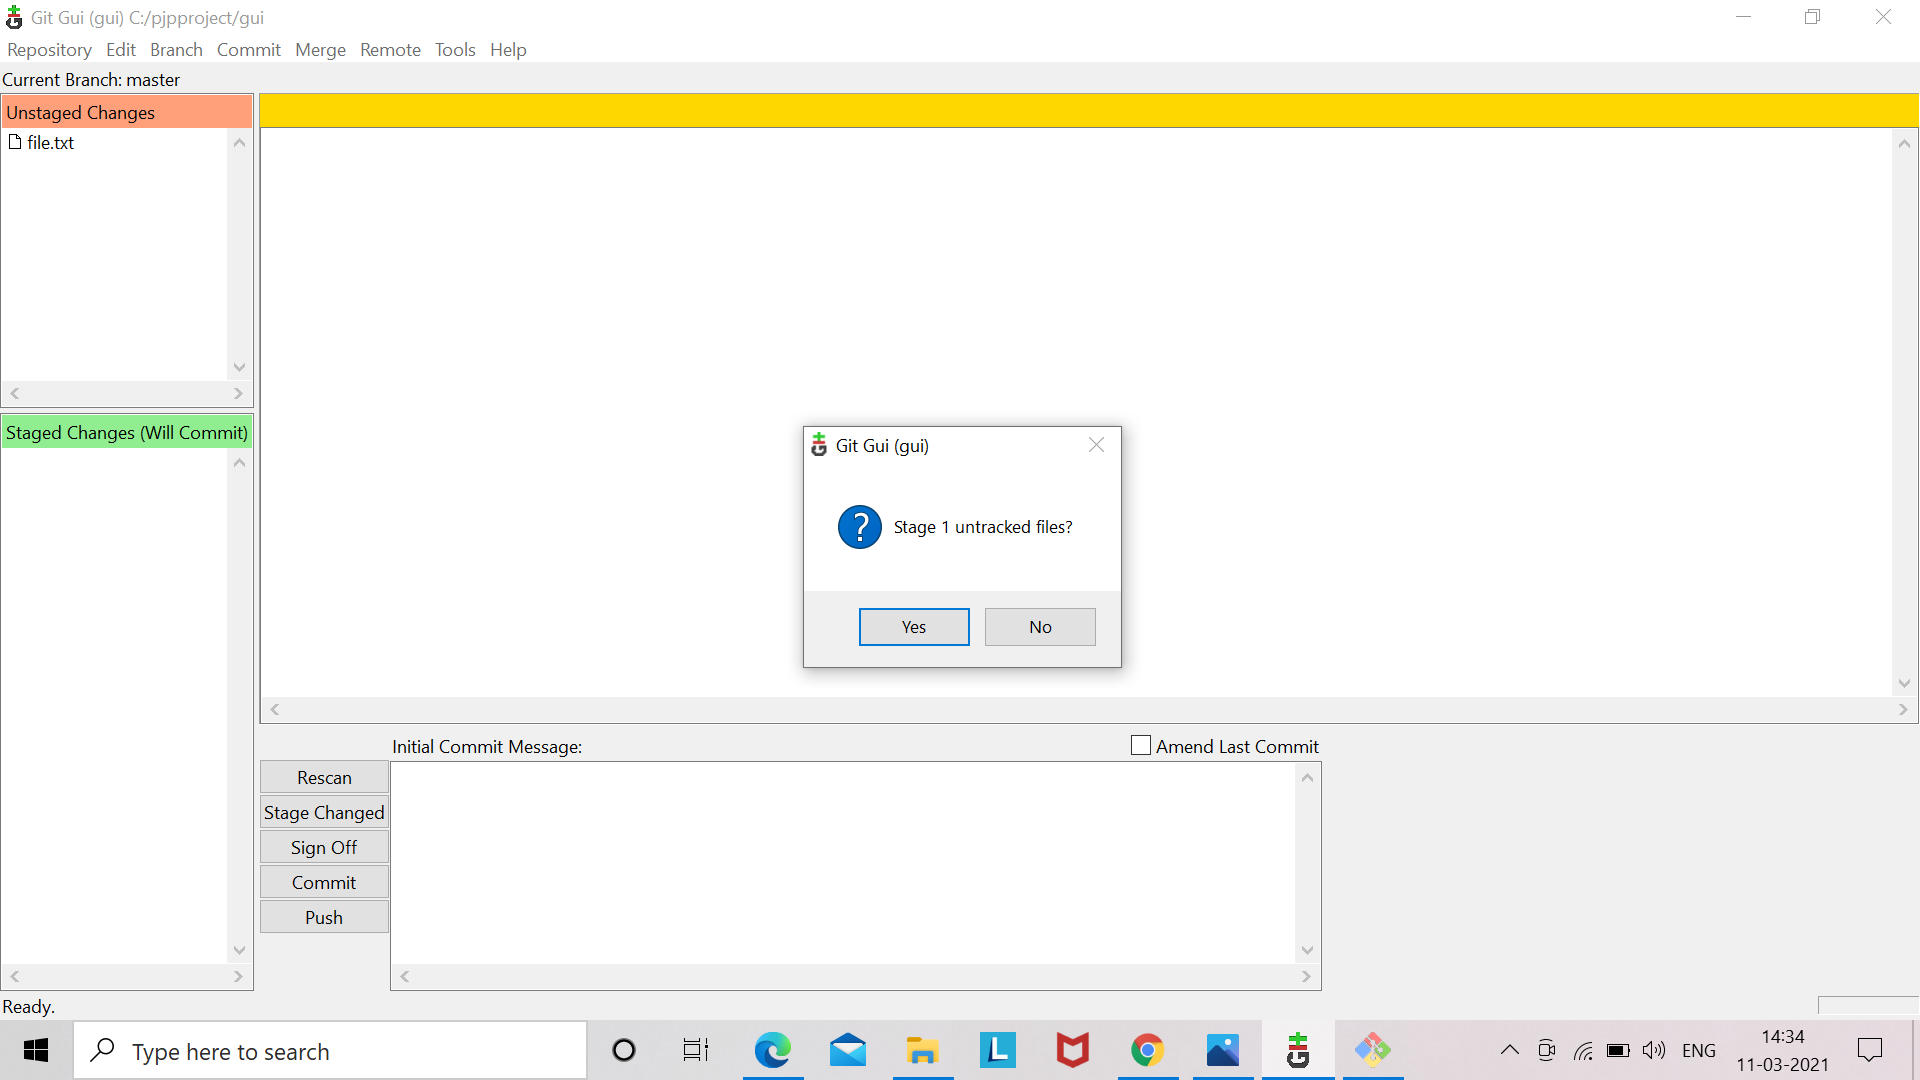 Git Gui (gui) C:/pjpproject/gui
Repository Edit Branch Commit Merge Remote Tools Help
Current Branch: master
Unstaged Changes
file.txt
Staged Changes (Will Commit)
Git Gui (gui)
?
Stage 1 untracked files?
Yes No
Initial Commit Message:
Amend Last Commit
Rescan
Stage Changed
Sign Off
Commit
Push
Ready.
Type here to search
L
ENG
14:34
11-03-2021